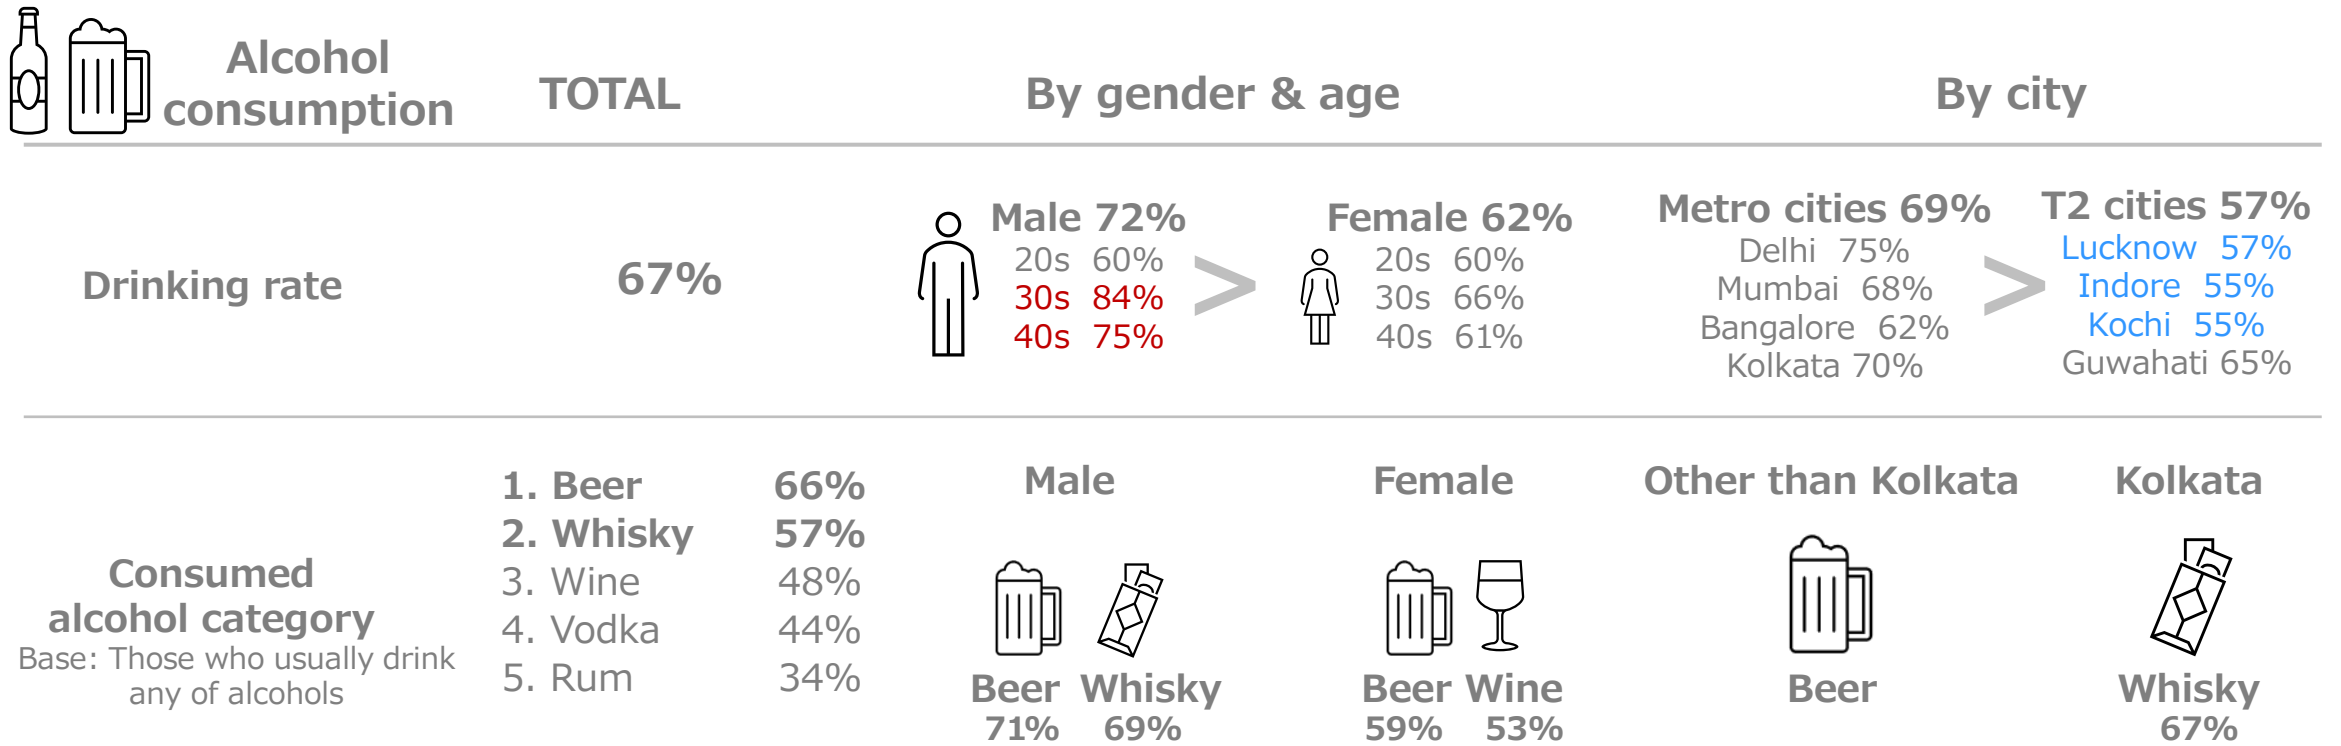 Alcohol
consumption
TOTAL
By gender & age
By city
Drinking rate
67%
Male 72%
20s 60%
30s 84%
40s 75%
>
Female 62%
20s 60%
30s 66%
40s 61%
Metro cities 69%
Delhi 75%
Mumbai 68%
Bangalore 62%
Kolkata 70%
>
T2 cities 57%
Lucknow 57%
Indore 55%
Kochi 55%
Guwahati 65%
Consumed
alcohol category
Base: Those who usually drink
any of alcohols
1. Beer 66%
2. Whisky 57%
3. Wine 48%
4. Vodka 44%
5. Rum 34%
Male
Beer Whisky
71% 69%
Female
Beer Wine
59% 53%
Other than Kolkata
Beer
Kolkata
Whisky
67%